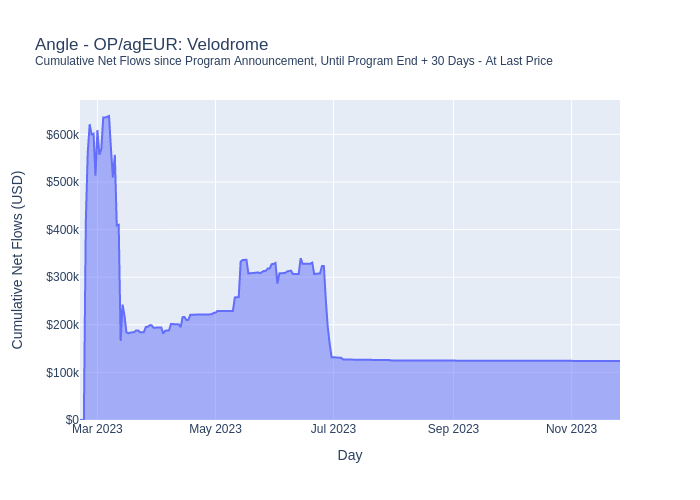 Angle - OP/agEUR: Velodrome
Cumulative Net Flows since Program Announcement, Until Program End + 30 Days - At Last Price
$600k
$500k
$400k
$300k
$200k
$100k
$0
Cumulative Net Flows (USD)
Mar 2023
May 2023
Jul 2023
Sep 2023
Nov 2023
Day